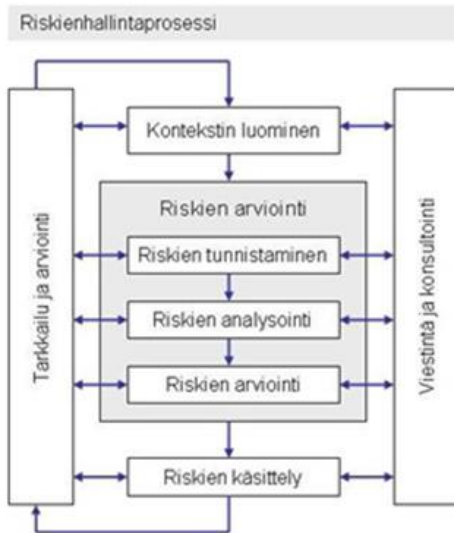 Riskienhallintaprosessi
Tarkkailu ja arviointi
Kontekstin luominen
Riskien arviointi
Riskien tunnistaminen
Riskien analysointi
Riskien arviointi
Riskien käsittely
Viestintä ja konsultointi